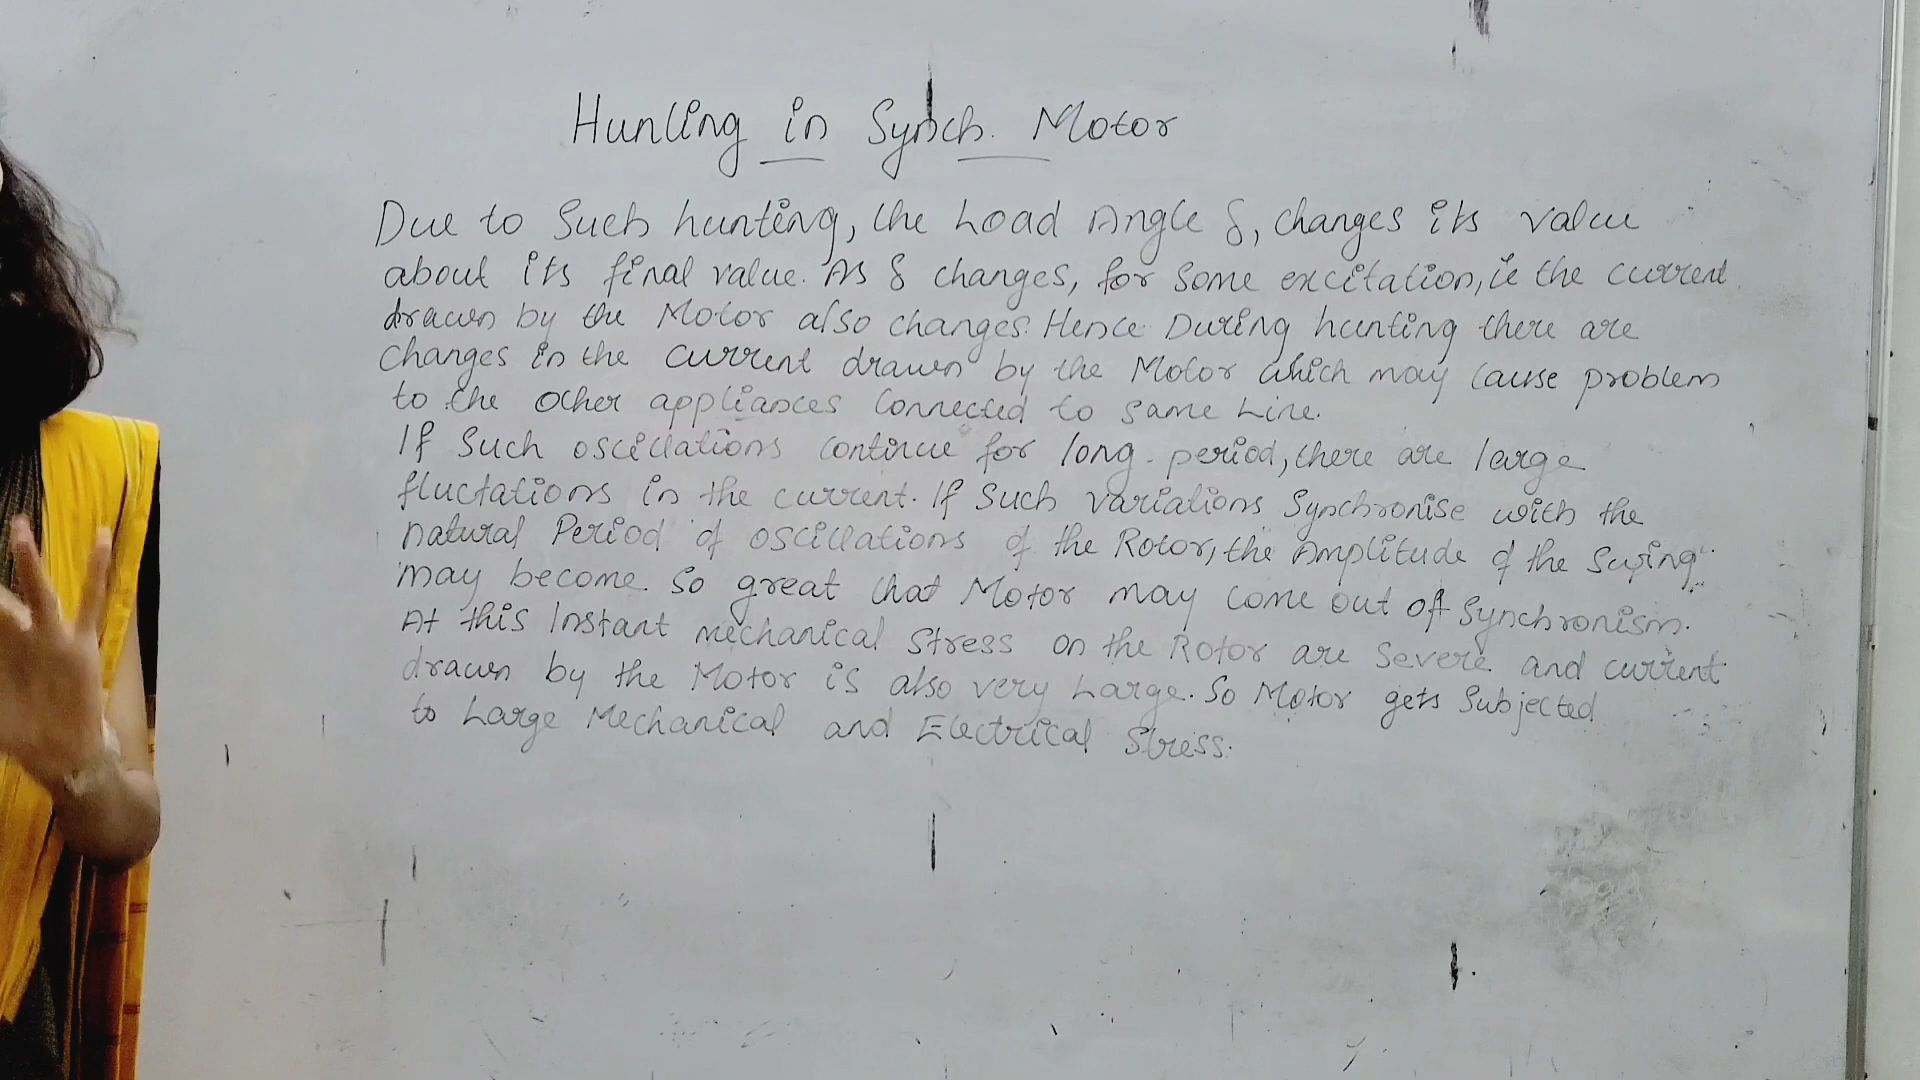 Hunting in Synch. Motor
Due to Such hunting, the Load Angle δ, changes its value
about its final value. As δ changes, for Some excitation, ie the current
drawn by the Motor also changes. Hence During hunting there are
Changes in the current drawn by the Motor which may cause problem
to the other appliances Connected to same Line.
If Such oscillations continue for long period, there are large
fluctations in the current. If Such variations Synchronise with the
natural Period of oscillations of the Rotor, the Amplitude of the Swing
may become So great that Motor may come out of Synchronism.
At this Instant mechanical Stress on the Rotor are Severe and current
drawn by the Motor is also very Large. So Motor gets Subjected
to Large Mechanical and Electrical Stress.